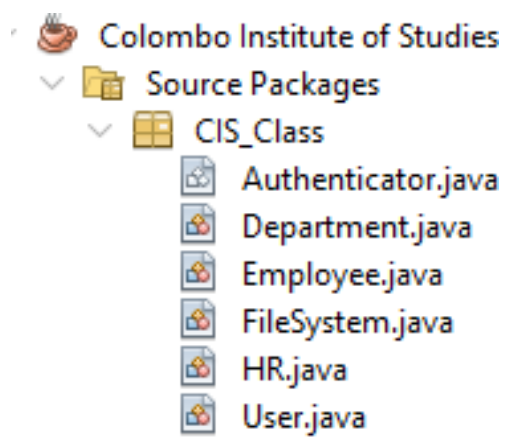 Colombo Institute of Studies
Source Packages
CIS_Class
Authenticator.java
Department.java
Employee.java
FileSystem.java
HR.java
User.java